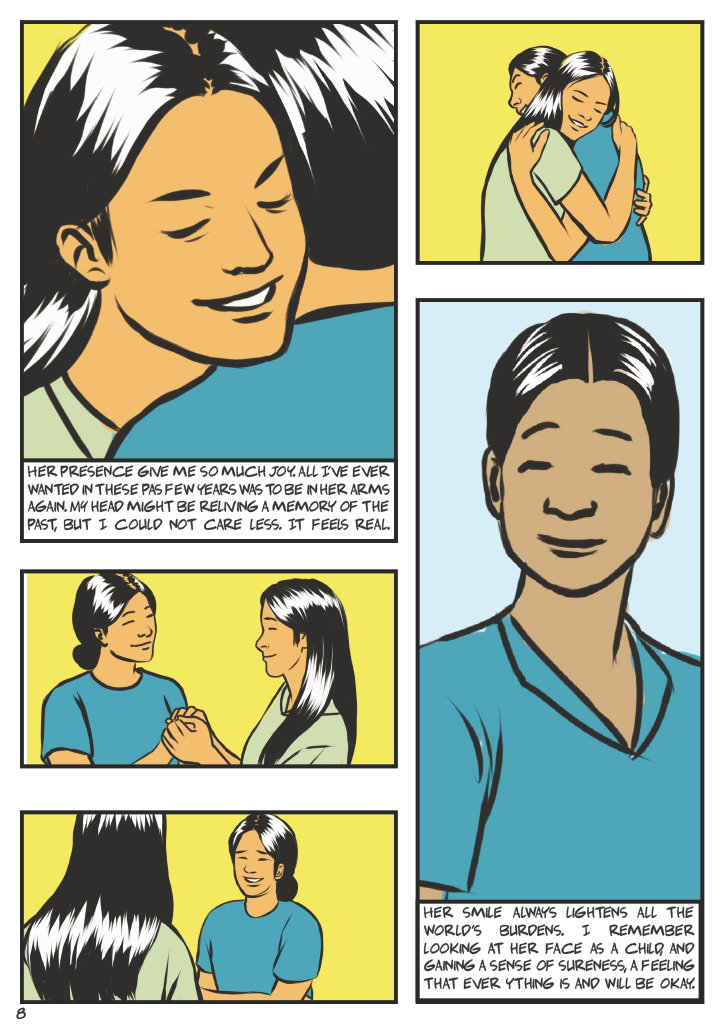 HER PRESENCE GIVE ME SO MUCH JOY. ALL I'VE EVER
WANTED IN THESE PAS FEW YEARS WAS TO BE IN HER ARMS
AGAIN. MY HEAD MIGHT BE RELIVING A MEMORY OF THE
PAST, BUT I COULD NOT CARE LESS. IT FEELS REAL.
HER SMILE ALWAYS LIGHTENS ALL THE
WORLD'S BURDENS. I REMEMBER
LOOKING AT HER FACE AS A CHILD, AND
GAINING A SENSE OF SURENESS, A FEELING
THAT EVER YTHING IS AND WILL BE OKAY.
8